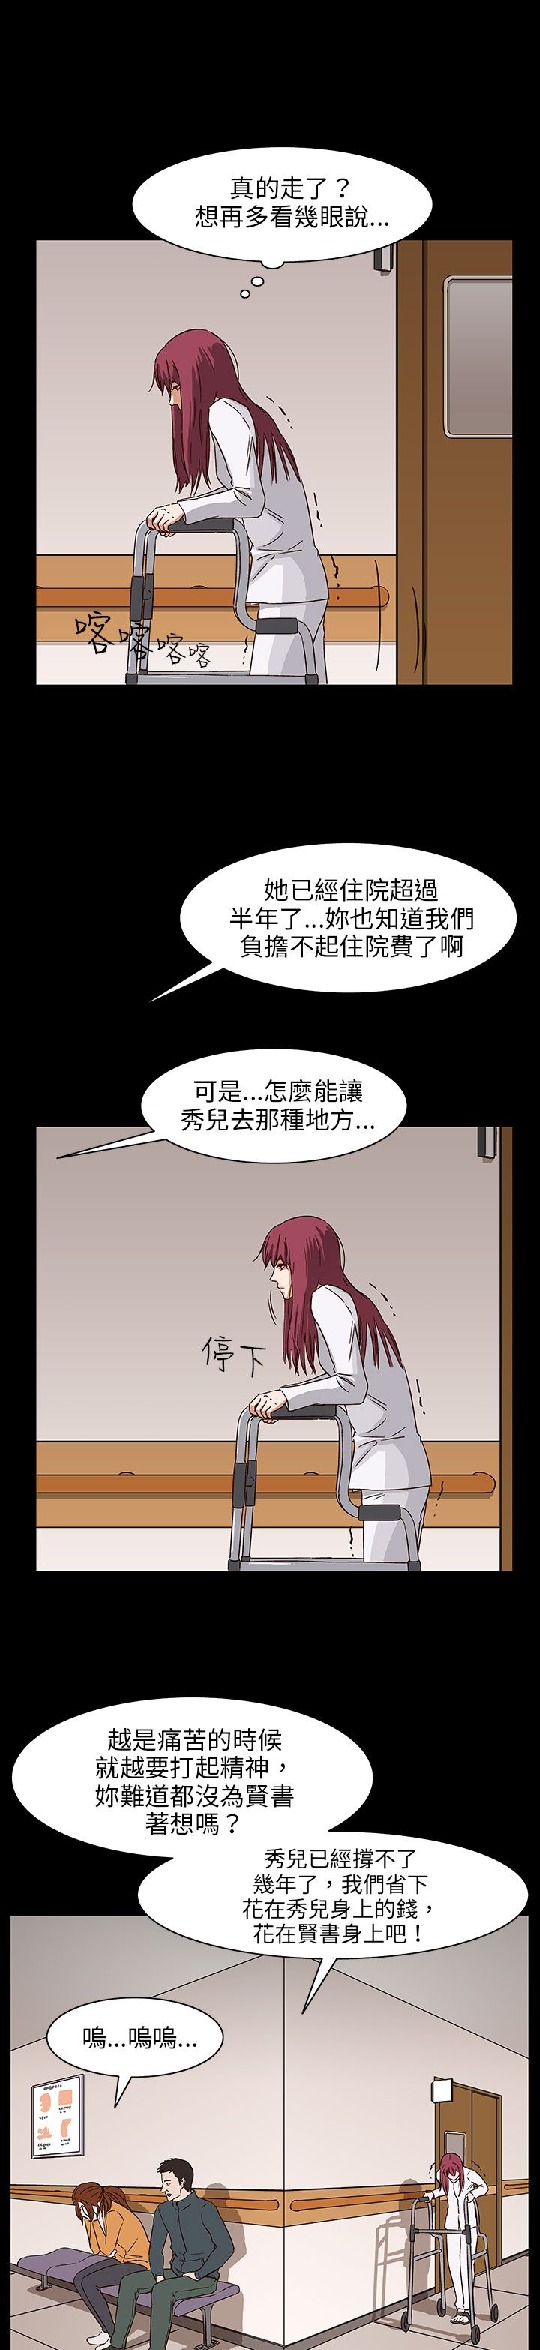 真的走了？
想再多看幾眼說...
喀喀喀喀
她已經住院超過
半年了...妳也知道我們
負擔不起住院費了啊
可是...怎麼能讓
秀兒去那種地方...
停下
越是痛苦的時候
就越要打起精神，
妳難道都沒為賢書
著想嗎？
秀兒已經撐不了
幾年了，我們省下
花在秀兒身上的錢，
花在賢書身上吧！
嗚...嗚嗚...